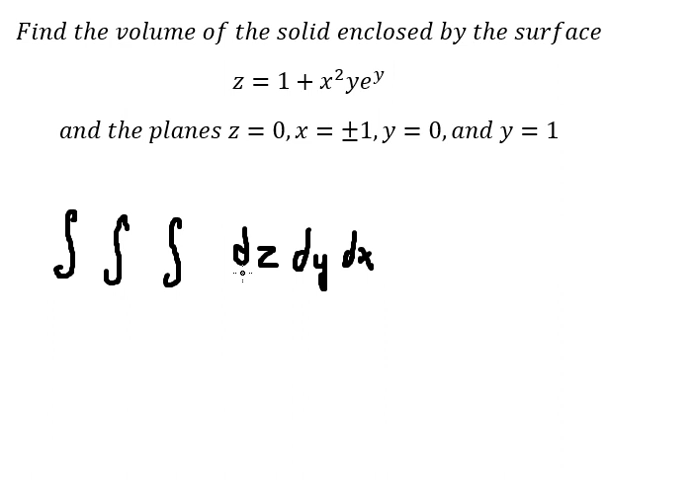 Find the volume of the solid enclosed by the surface
z = 1 + x²yeʸ
and the planes z = 0, x = ±1, y = 0, and y = 1
∫ ∫ ∫ dz dy dx